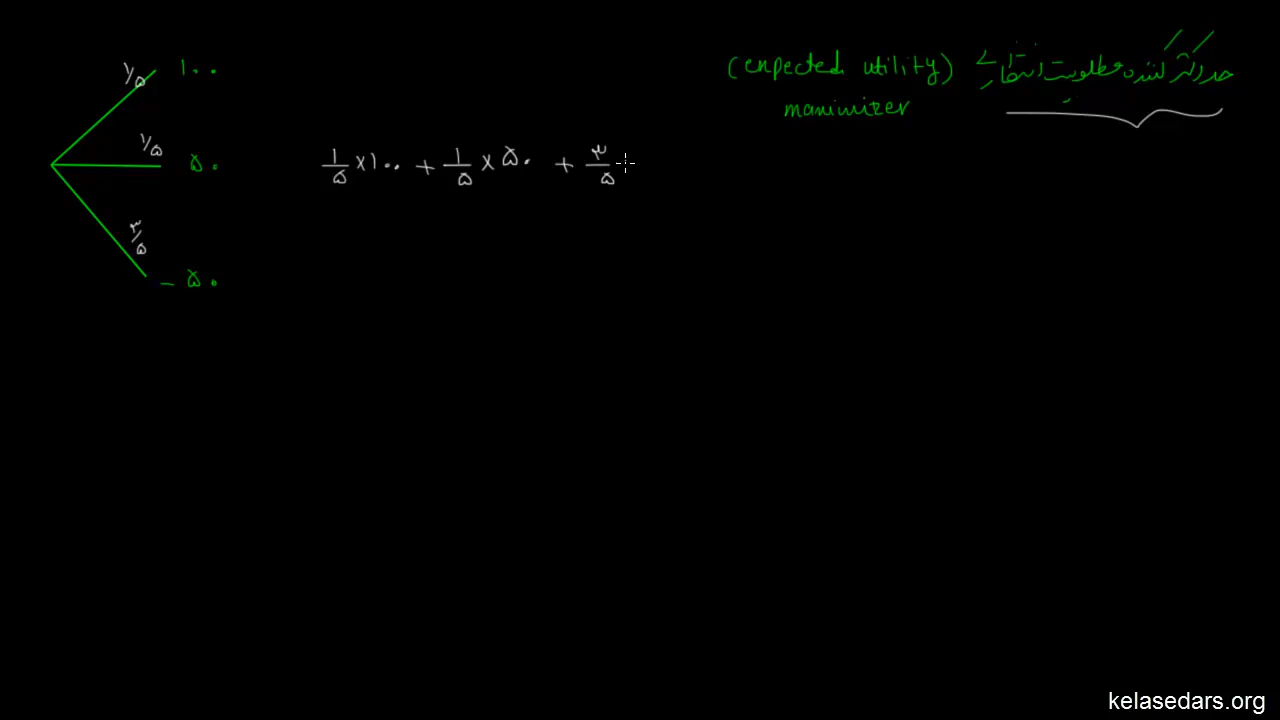 (expected utility) حداکثر کننده مطلوبیت انتظاری
maximizer
۱/۵ ۱۰۰
۱/۵ ۵۰
۳/۵ -۵۰
۱/۵ × ۱۰۰ + ۱/۵ × ۵۰ + ۳/۵
kelasedars.org